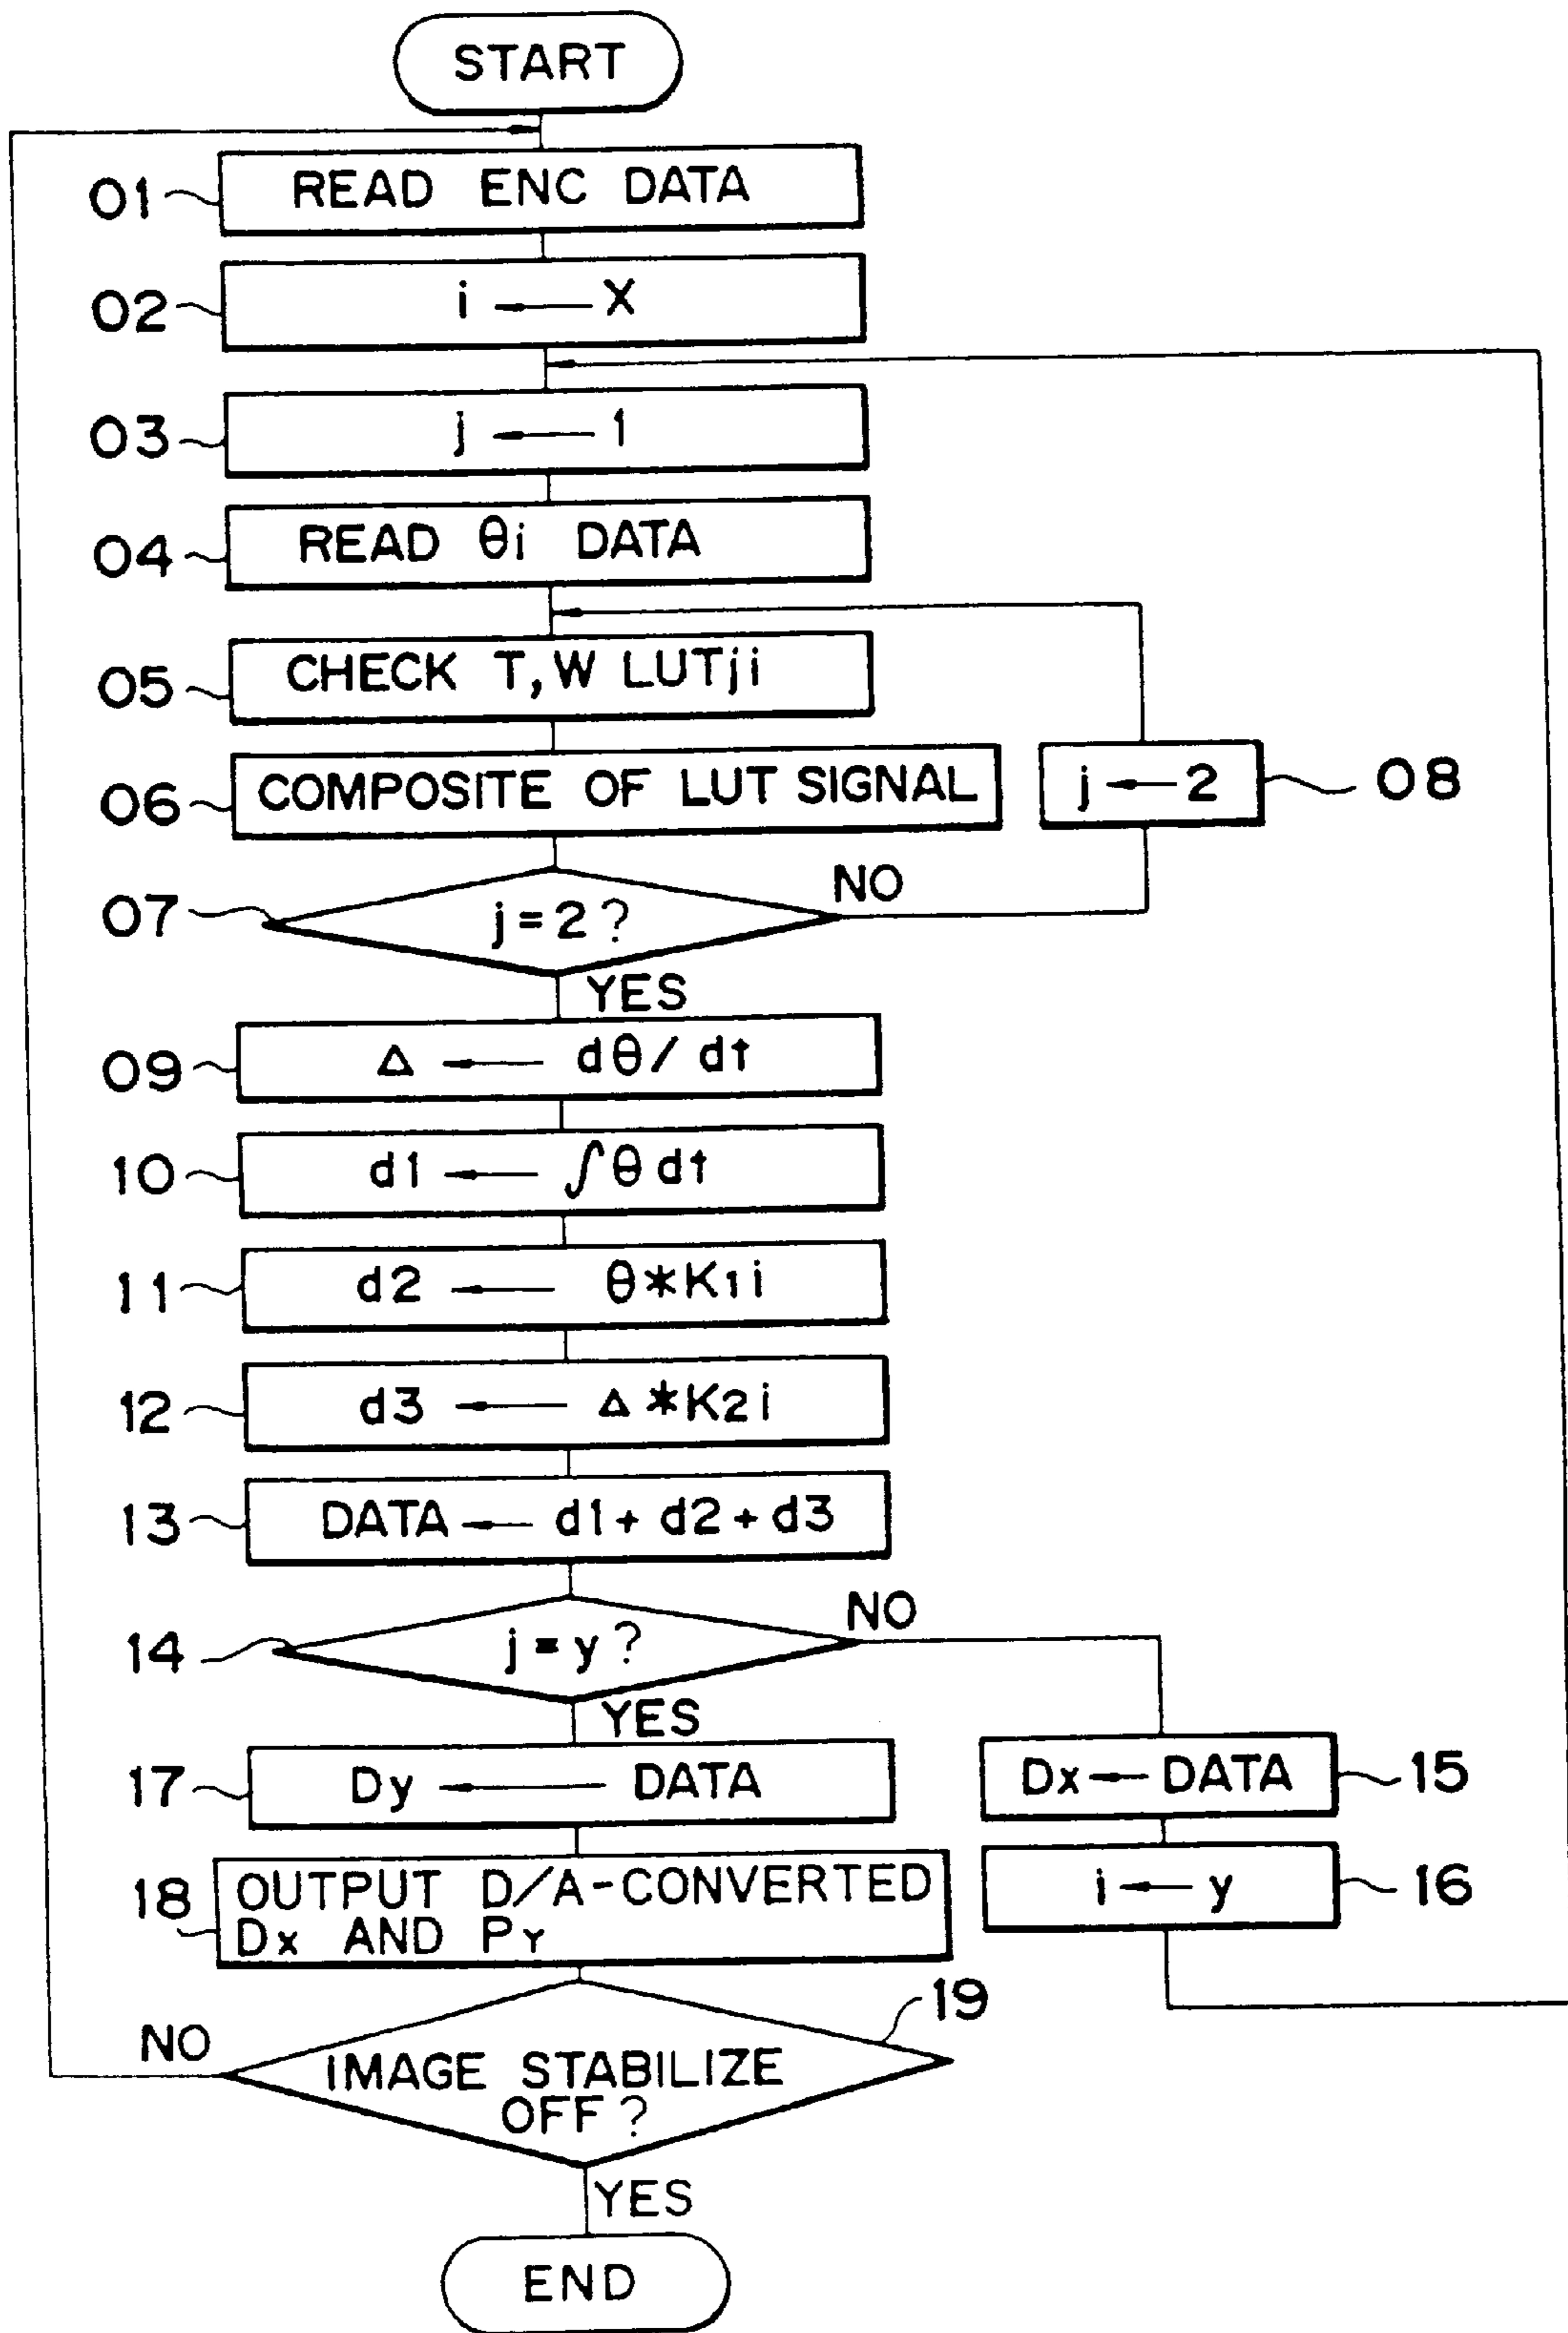 START
01
READ ENC DATA
02
i ← X
03
j ← 1
04
READ θi DATA
05
CHECK T, W LUTji
06
COMPOSITE OF LUT SIGNAL
j ← 2
08
07
j = 2 ?
NO
YES
09
Δ ← dθ / dt
10
d1 ← ∫θ dt
11
d2 ← θ*K1i
12
d3 ← Δ*K2i
13
DATA ← d1 + d2 + d3
14
j = y ?
NO
YES
17
Dy ← DATA
Dx ← DATA
15
18
OUTPUT D/A-CONVERTED
Dx AND PY
i ← y
16
19
NO
IMAGE STABILIZE
OFF ?
YES
END